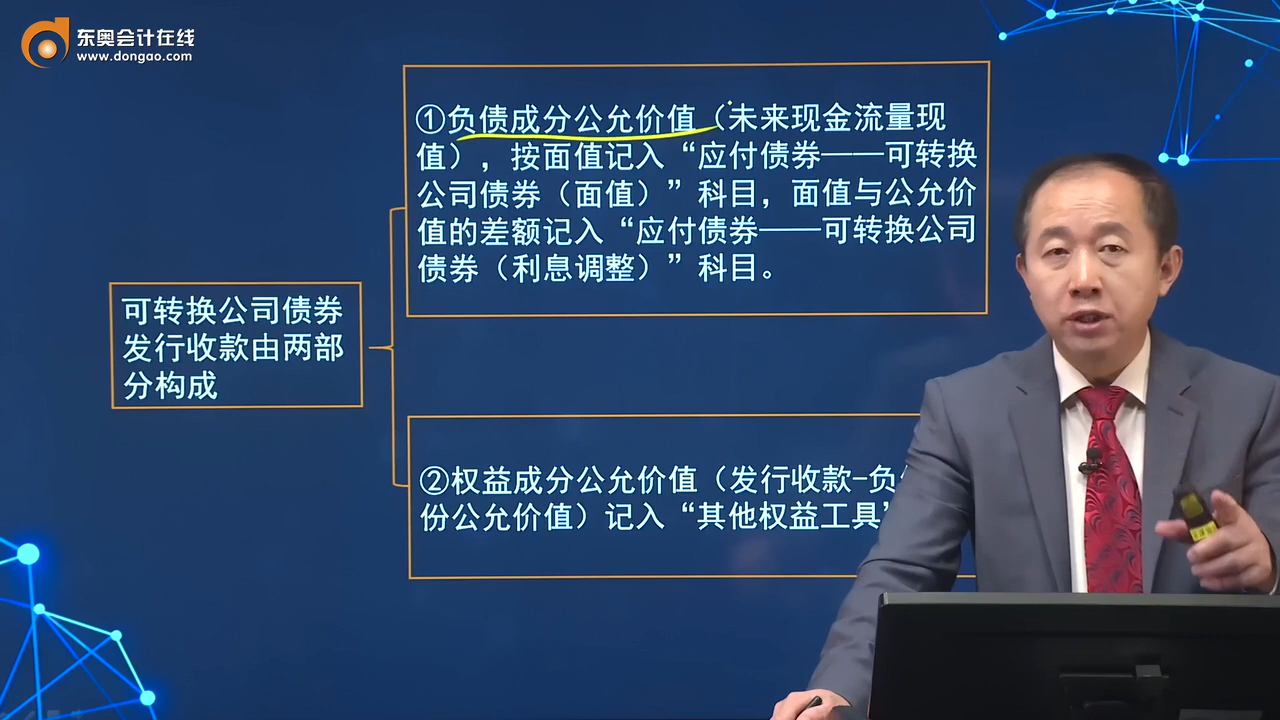 东奥会计在线
www.dongao.com
①负债成分公允价值（未来现金流量现
值），按面值记入“应付债券——可转换
公司债券（面值）”科目，面值与公允价
值的差额记入“应付债券——可转换公司
债券（利息调整）”科目。
可转换公司债券
发行收款由两部
分构成
②权益成分公允价值（发行收款-负
份公允价值）记入“其他权益工具”